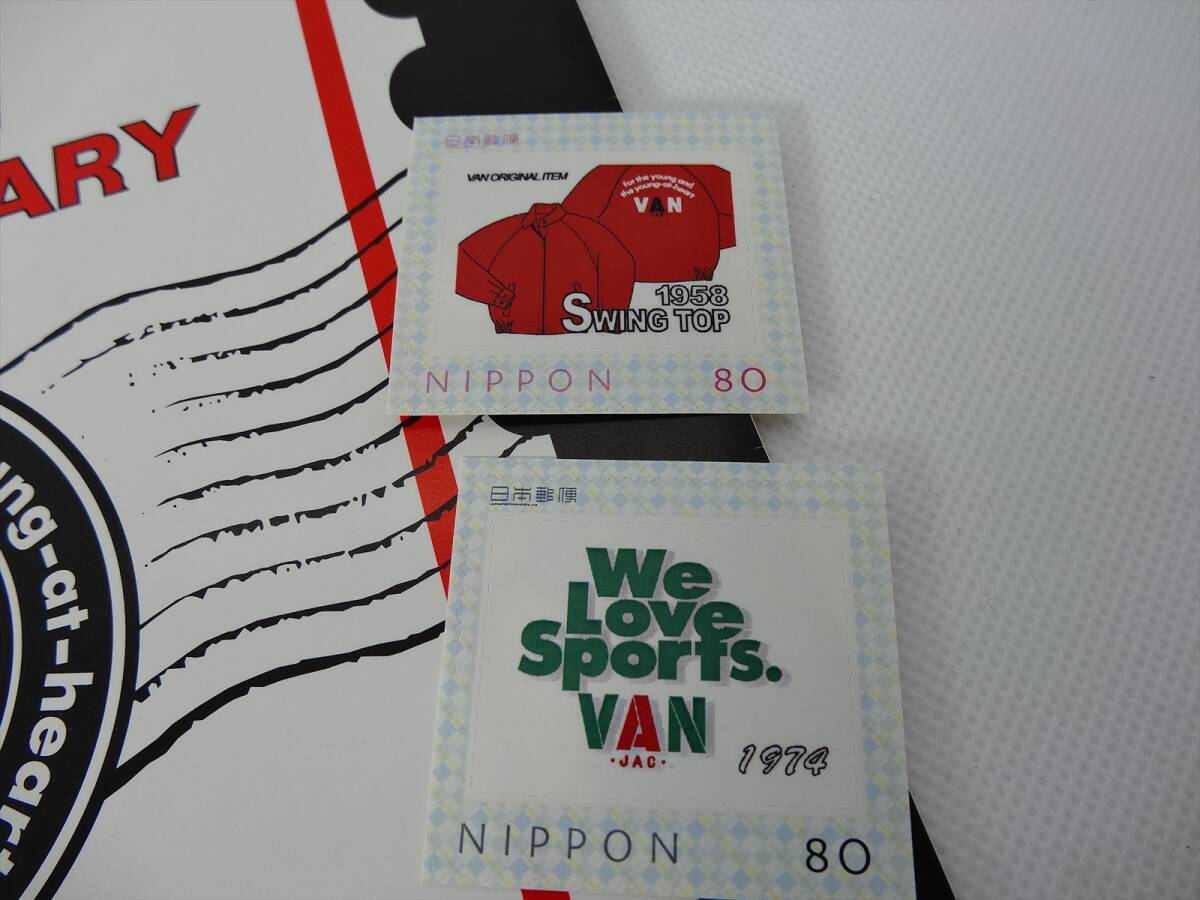 ARY
ng-at-heart
日本郵便
VAN ORIGINAL ITEM
for the young and
the young-at-heart
VAN
1958
SWING TOP
NIPPON 80
日本郵便
We
Love
Sports.
VAN
・JAC・
1974
NIPPON 80